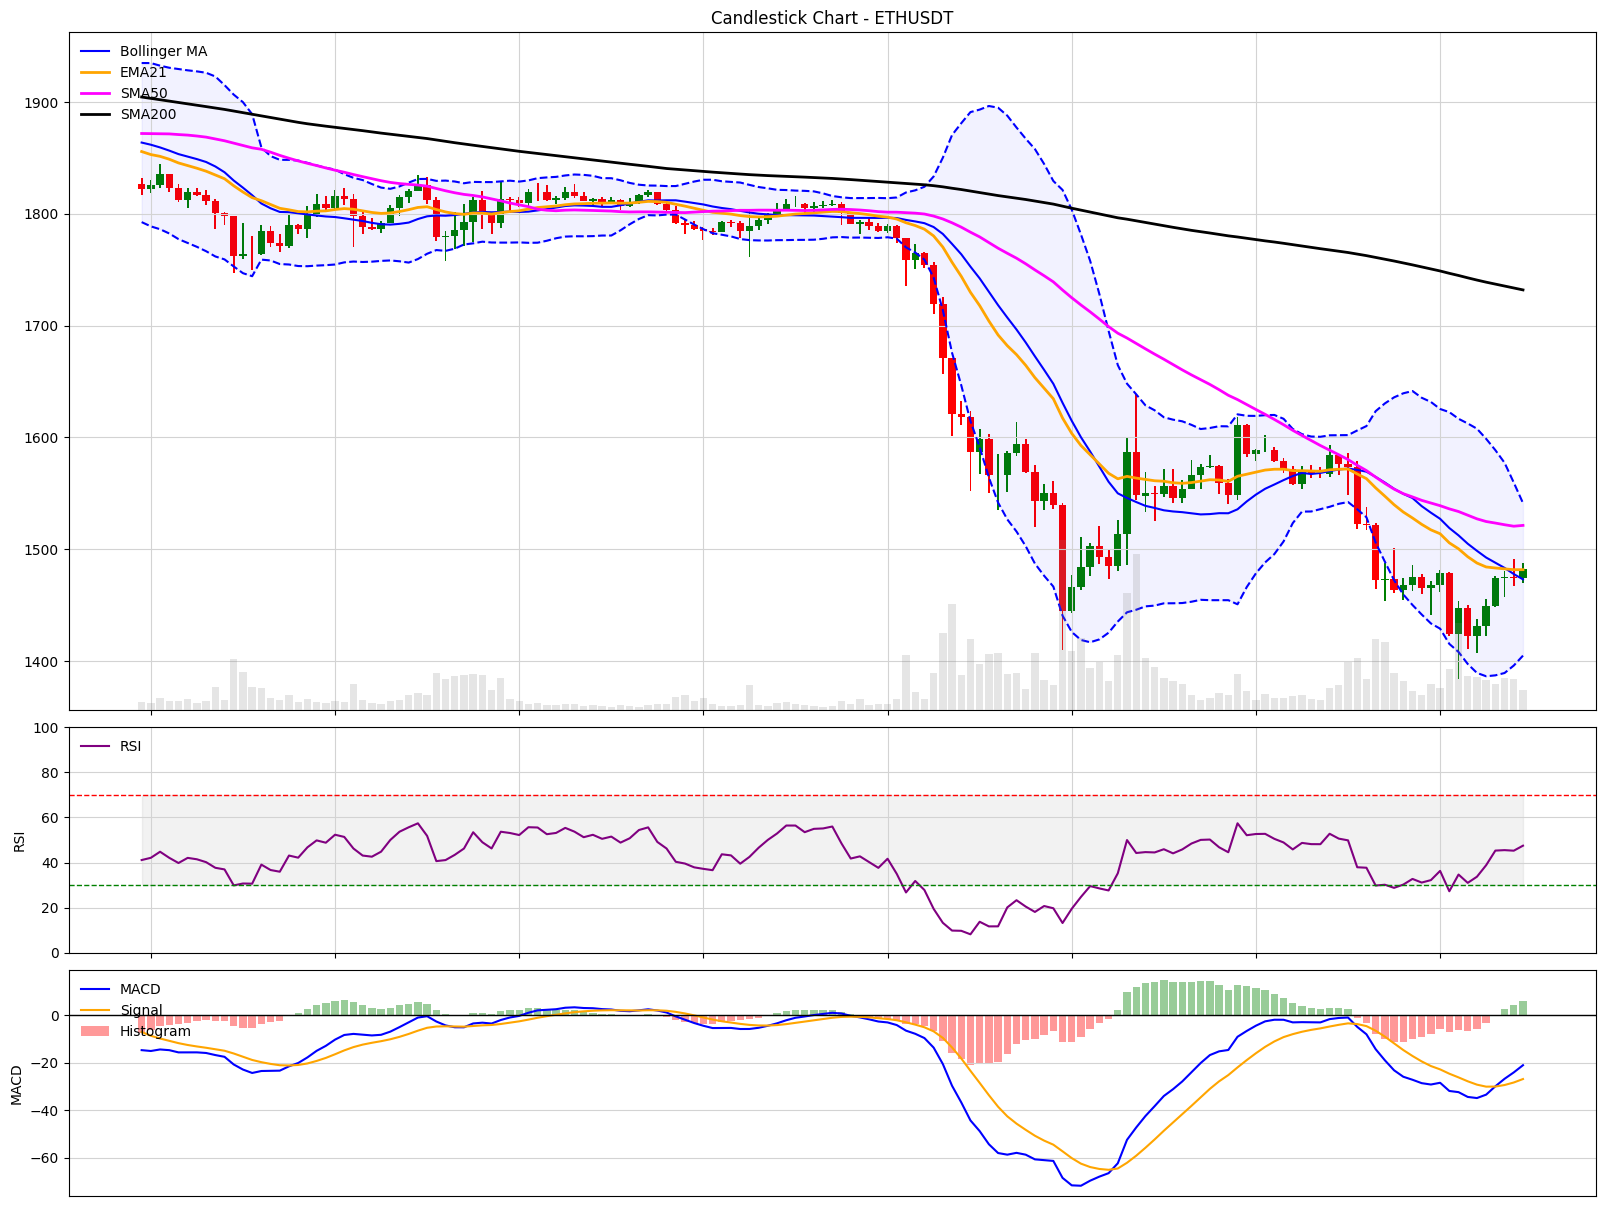 Candlestick Chart - ETHUSDT
Bollinger MA
EMA21
SMA50
SMA200
1900
1800
1700
1600
1500
1400
RSI
100
80
60
40
20
0
RSI
MACD
Signal
Histogram
0
−20
−40
−60
MACD